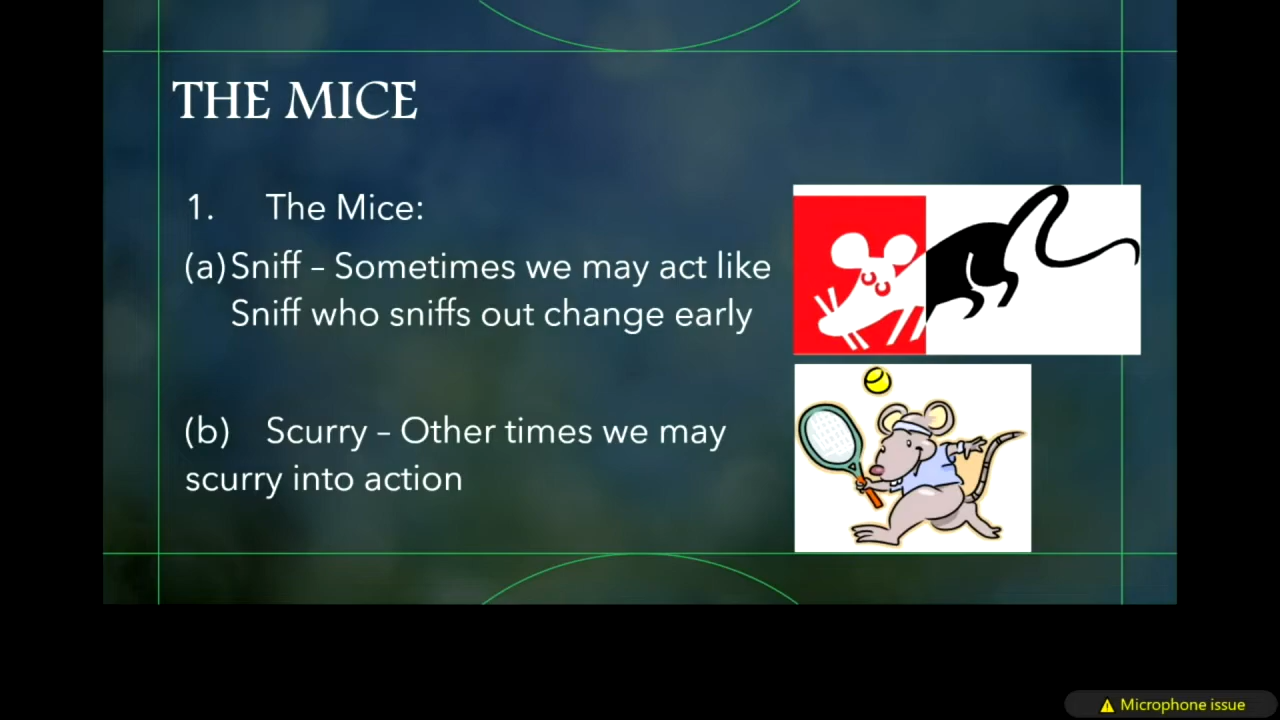 THE MICE
1. The Mice:
(a) Sniff – Sometimes we may act like
Sniff who sniffs out change early
(b) Scurry – Other times we may
scurry into action
Microphone issue